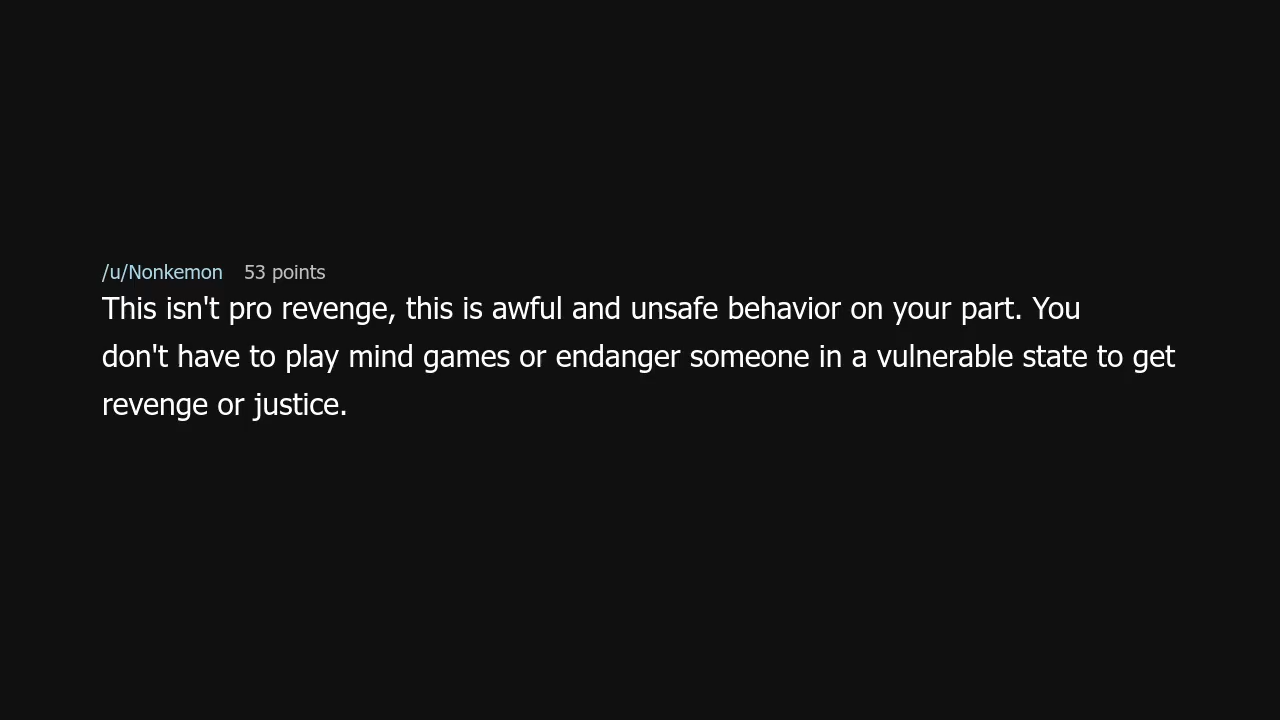 /u/Nonkemon 53 points
This isn't pro revenge, this is awful and unsafe behavior on your part. You
don't have to play mind games or endanger someone in a vulnerable state to get
revenge or justice.